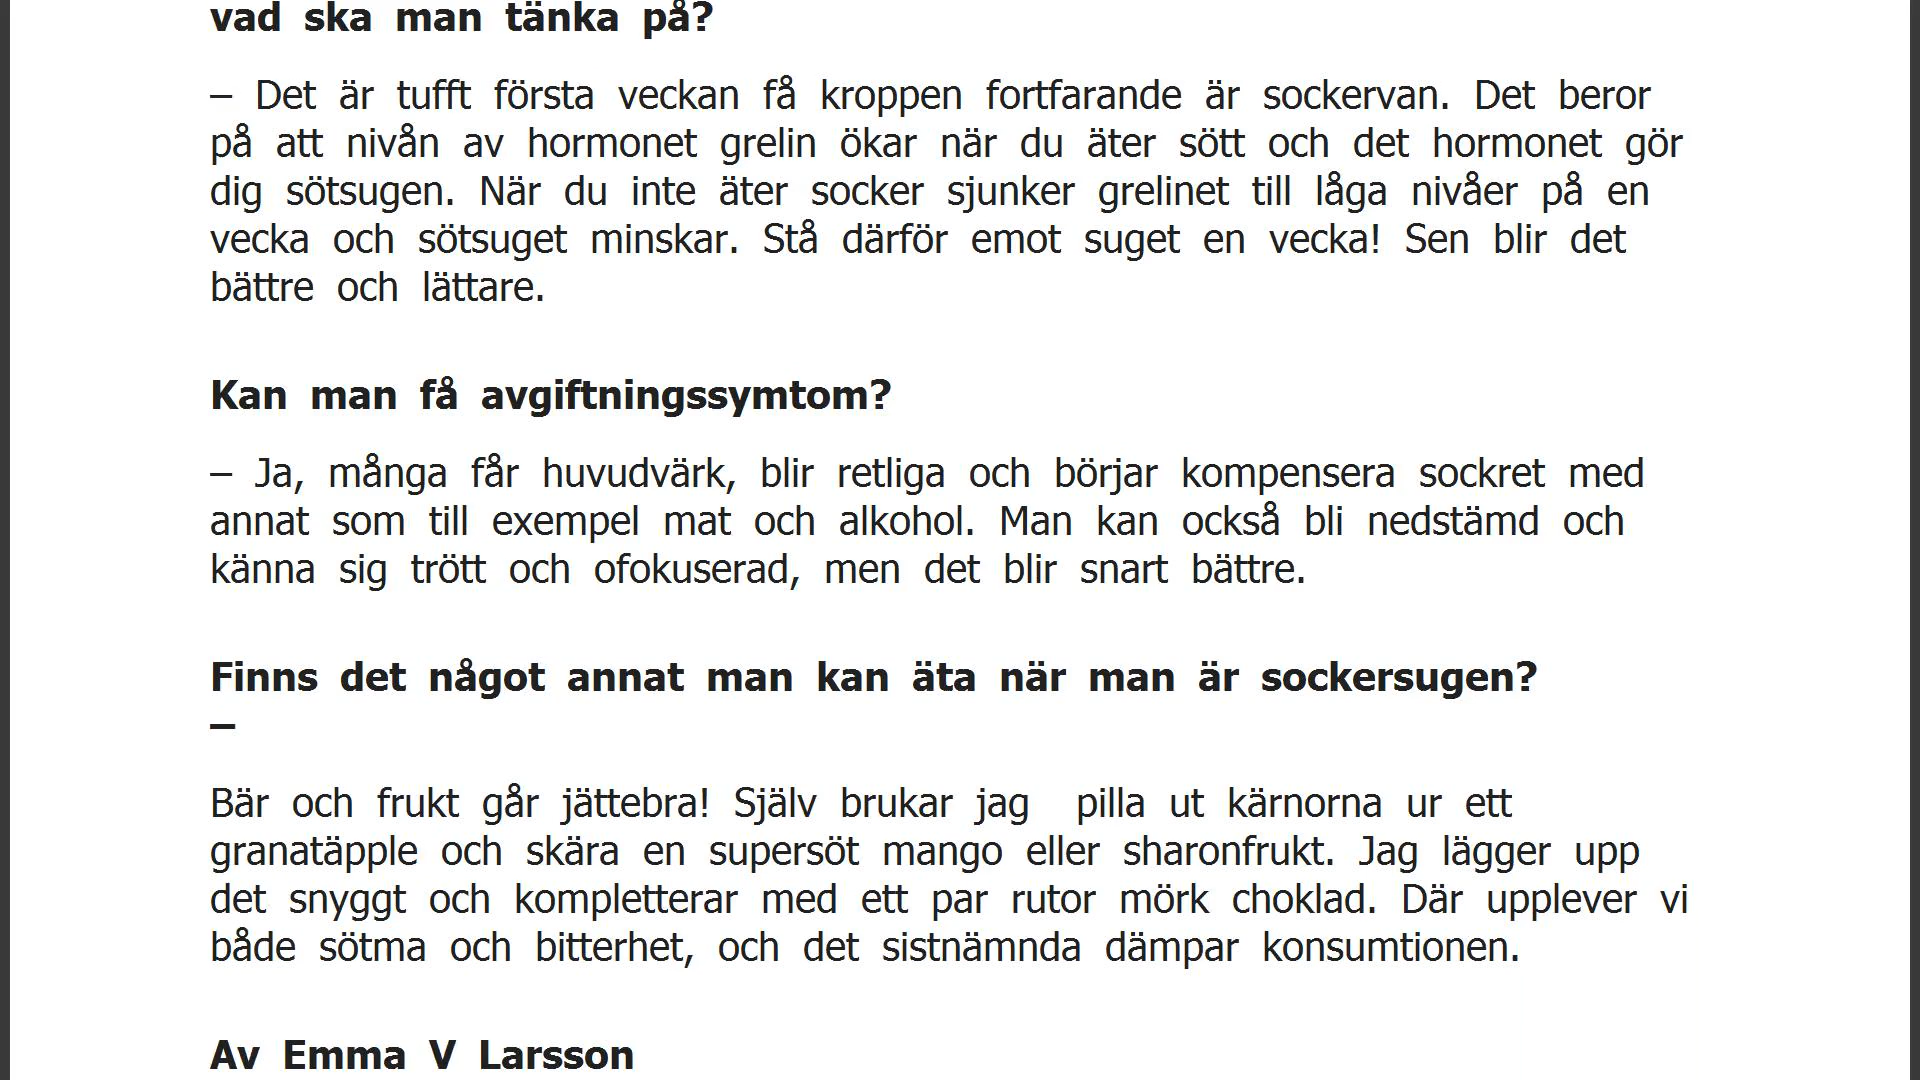 vad ska man tänka på?
– Det är tufft första veckan få kroppen fortfarande är sockervan. Det beror
på att nivån av hormonet grelin ökar när du äter sött och det hormonet gör
dig sötsugen. När du inte äter socker sjunker grelinet till låga nivåer på en
vecka och sötsuget minskar. Stå därför emot suget en vecka! Sen blir det
bättre och lättare.
Kan man få avgiftningssymtom?
– Ja, många får huvudvärk, blir retliga och börjar kompensera sockret med
annat som till exempel mat och alkohol. Man kan också bli nedstämd och
känna sig trött och ofokuserad, men det blir snart bättre.
Finns det något annat man kan äta när man är sockersugen?
–
Bär och frukt går jättebra! Själv brukar jag  pilla ut kärnorna ur ett
granatäpple och skära en supersöt mango eller sharonfrukt. Jag lägger upp
det snyggt och kompletterar med ett par rutor mörk choklad. Där upplever vi
både sötma och bitterhet, och det sistnämnda dämpar konsumtionen.
Av Emma V Larsson